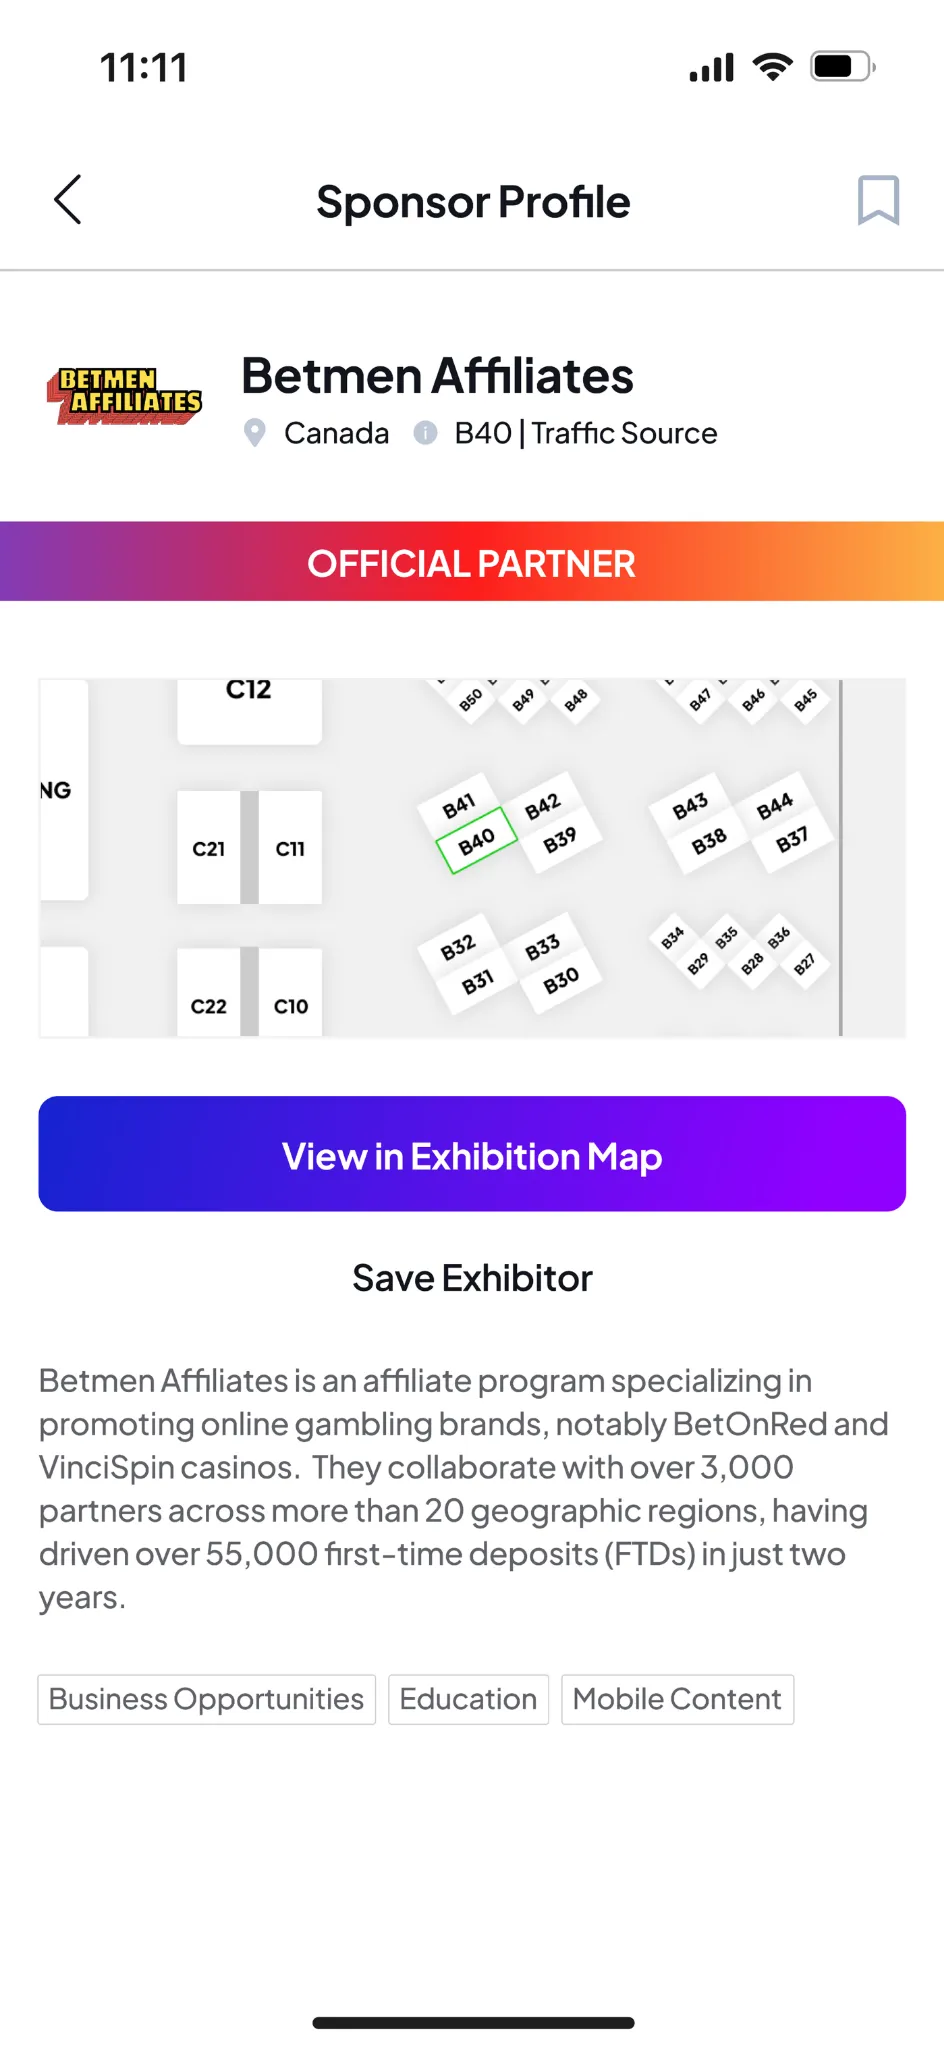 11:11
Sponsor Profile
BETMEN
AFFILIATES
Betmen Affiliates
Canada B40 | Traffic Source
OFFICIAL PARTNER
C12
B50 B49 B48 B47 B46 B45
NG
B41 B42 B43 B44
B40 B39 B38 B37
C21 C11
B32 B33 B34 B35 B36
B31 B30 B29 B28 B27
C22 C10
View in Exhibition Map
Save Exhibitor
Betmen Affiliates is an affiliate program specializing in
promoting online gambling brands, notably BetOnRed and
VinciSpin casinos. They collaborate with over 3,000
partners across more than 20 geographic regions, having
driven over 55,000 first-time deposits (FTDs) in just two
years.
Business Opportunities Education Mobile Content